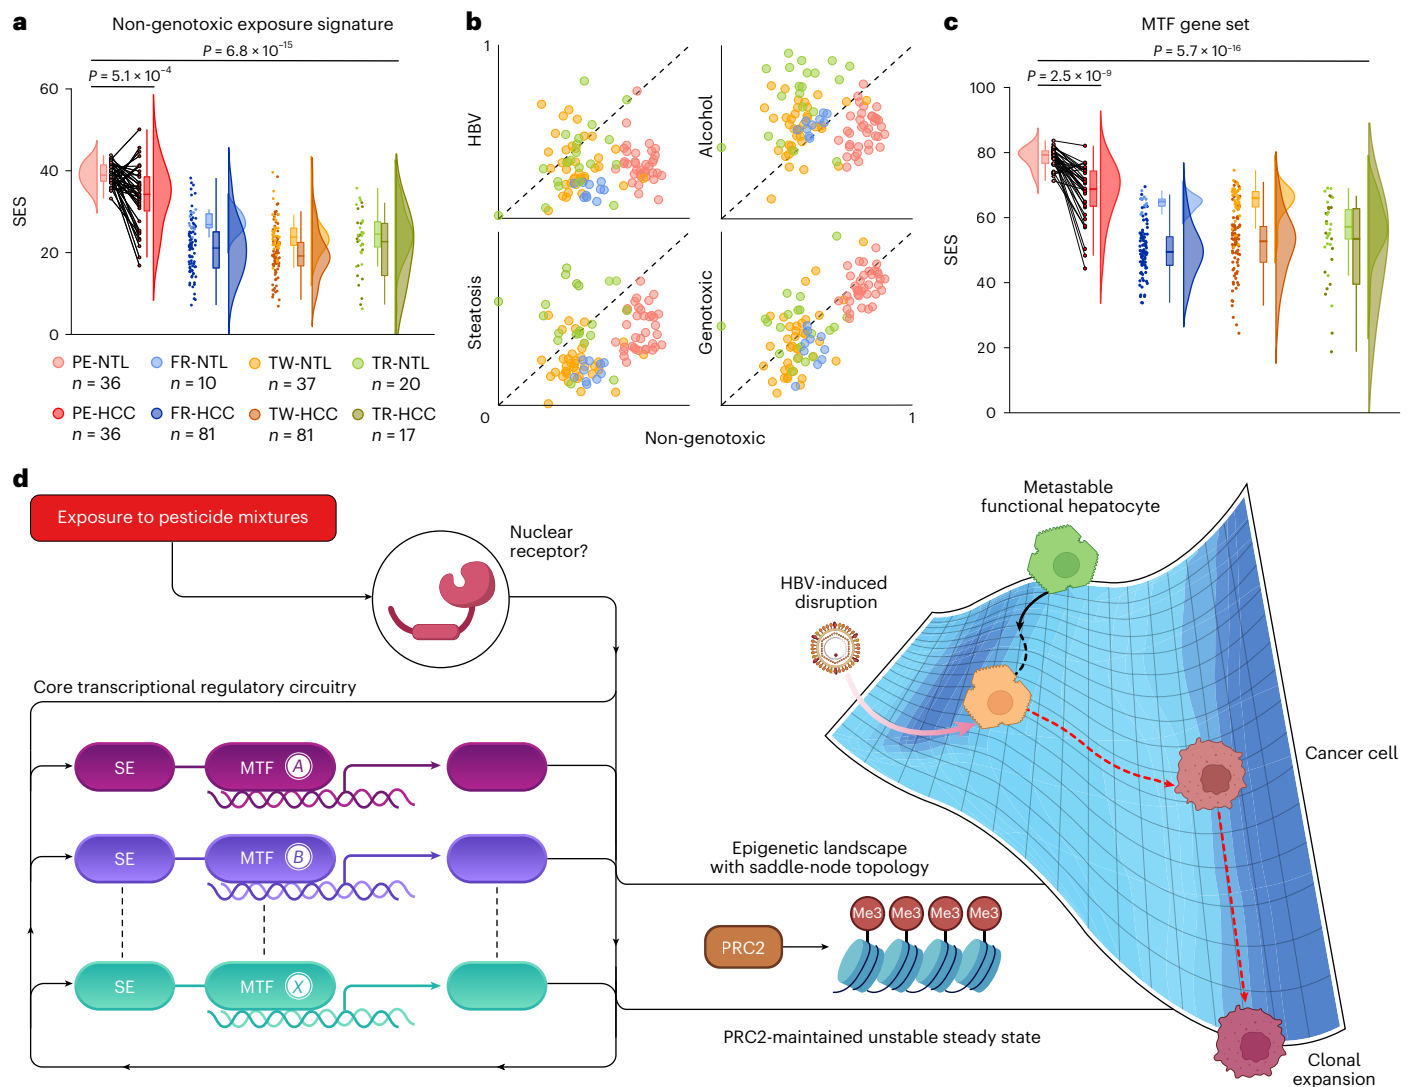 a
Non-genotoxic exposure signature
P = 6.8 × 10⁻¹⁵
P = 5.1 × 10⁻⁴
SES
60
40
20
0
PE-NTL
n = 36
FR-NTL
n = 10
TW-NTL
n = 37
TR-NTL
n = 20
PE-HCC
n = 36
FR-HCC
n = 81
TW-HCC
n = 81
TR-HCC
n = 17
b
1
HBV
Alcohol
Steatosis
Genotoxic
0
1
Non-genotoxic
c
MTF gene set
P = 5.7 × 10⁻¹⁶
P = 2.5 × 10⁻⁹
SES
100
80
60
40
20
0
d
Exposure to pesticide mixtures
Nuclear
receptor?
Core transcriptional regulatory circuitry
SE
MTF A
SE
MTF B
SE
MTF X
Metastable
functional hepatocyte
HBV-induced
disruption
Cancer cell
Epigenetic landscape
with saddle-node topology
Me3 Me3 Me3 Me3
PRC2
PRC2-maintained unstable steady state
Clonal
expansion